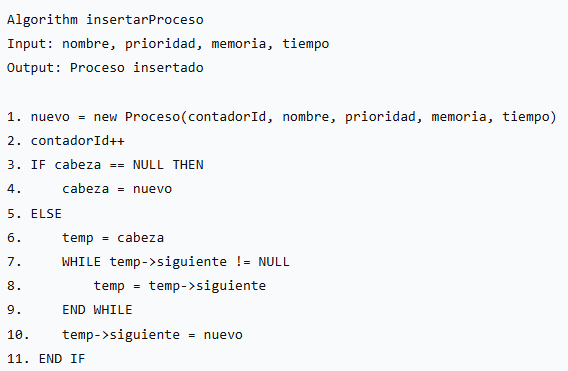 Algorithm insertarProceso
Input: nombre, prioridad, memoria, tiempo
Output: Proceso insertado

1. nuevo = new Proceso(contadorId, nombre, prioridad, memoria, tiempo)
2. contadorId++
3. IF cabeza == NULL THEN
4.     cabeza = nuevo
5. ELSE
6.     temp = cabeza
7.     WHILE temp->siguiente != NULL
8.         temp = temp->siguiente
9.     END WHILE
10.    temp->siguiente = nuevo
11. END IF